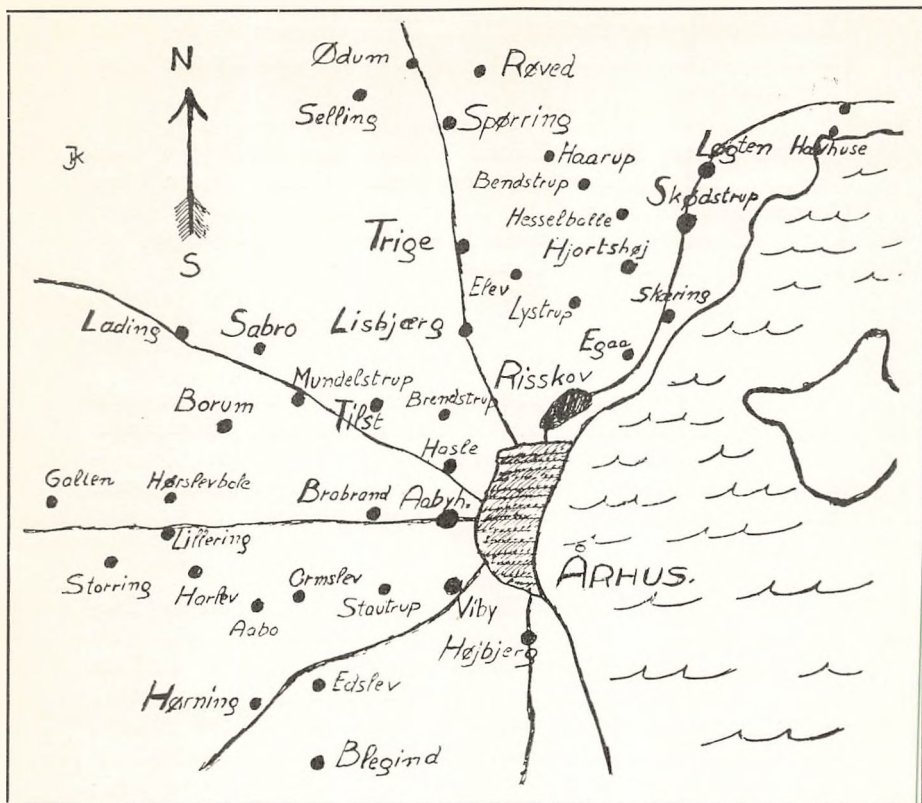 N
Ødum
Røved
Selling
Spørring
JK
Haarup
Løgten
Havhuse
Bendstrup
Skødstrup
Hesselballe
S
Trige
Hjortshøj
Elev
Lystrup
Skæring
Lading
Sabro
Lisbjærg
Egaa
Risskov
Mundelstrup
Tilst
Brendstrup
Borum
Hasle
Galten
Hørslevbole
Brabrand
Aabyh.
Lillering
ÅRHUS.
Storring
Harlev
Ormslev
Stautrup
Viby
Aabo
Højbjerg
Hørning
Edslev
Blegind